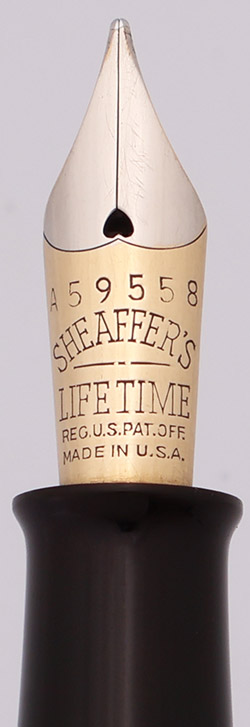 A59558
SHEAFFER'S
LIFETIME
REG.U.S.PAT.OFF.
MADE IN U.S.A.